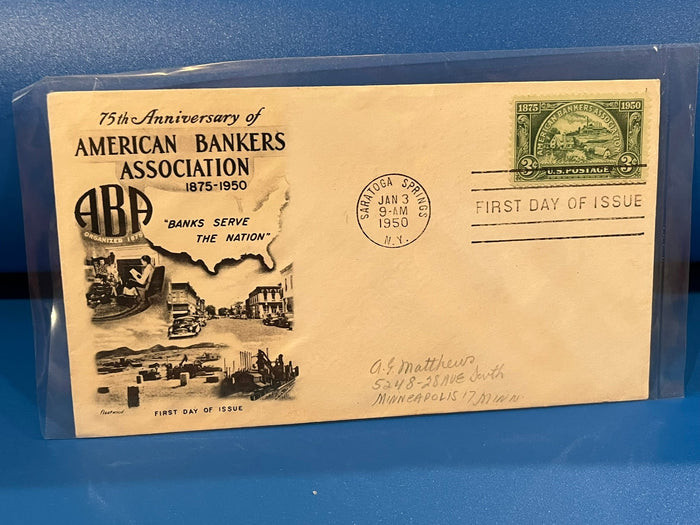 75th Anniversary of
AMERICAN BANKERS
ASSOCIATION
1875-1950
ABA
ORGANIZED 1875
"BANKS SERVE
THE NATION"
fleetwood
FIRST DAY OF ISSUE
SARATOGA SPRINGS
JAN 3
9-AM
1950
N.Y.
1875 1950
AMERICAN BANKERS ASSOCIATION
3¢ 3¢
U.S. POSTAGE
FIRST DAY OF ISSUE
A.G Matthews
5248-28 AVE South
MINNEAPOLIS 17 MINN.